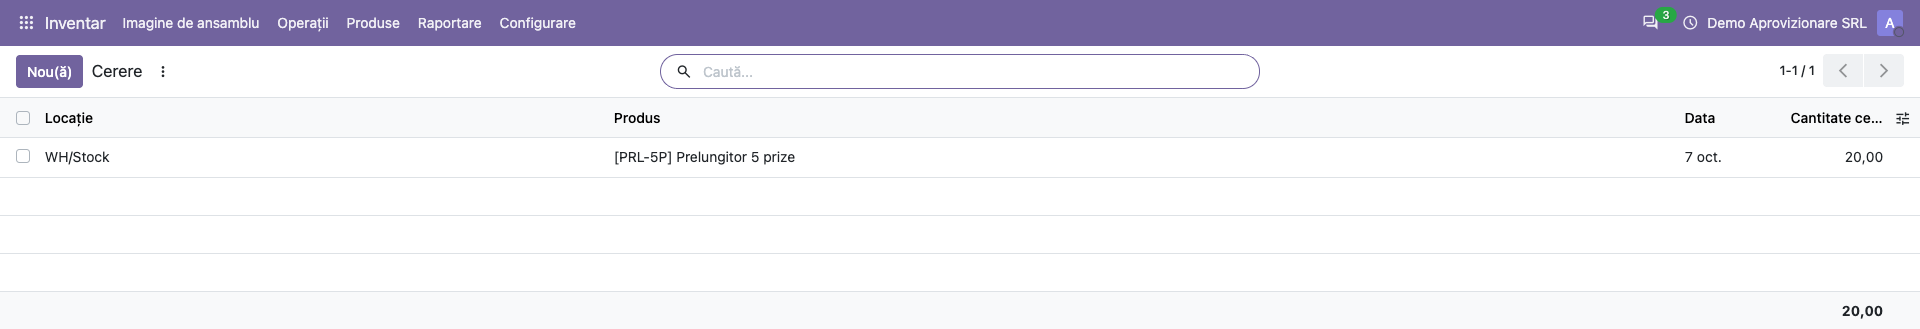 Inventar Imagine de ansamblu Operații Produse Raportare Configurare 3 Demo Aprovizionare SRL A
Nou(ă) Cerere Caută... 1-1 / 1
Locație Produs Data Cantitate ce...
WH/Stock [PRL-5P] Prelungitor 5 prize 7 oct. 20,00
20,00